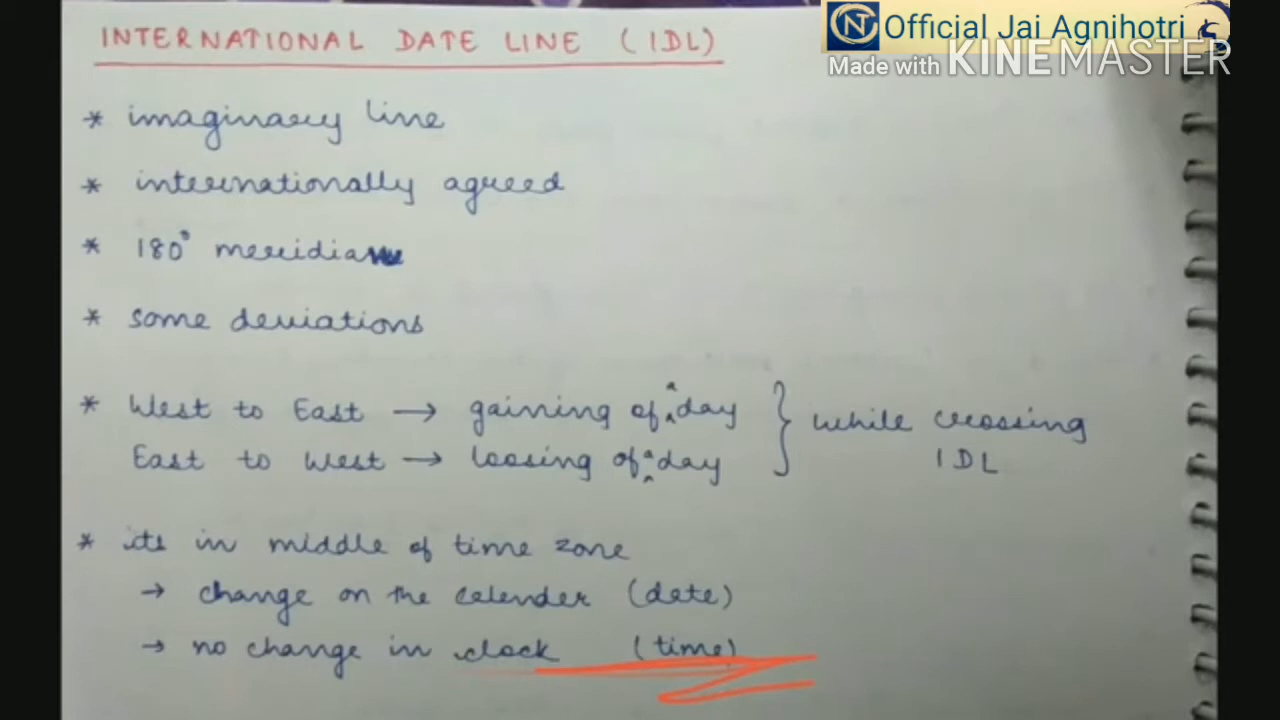 INTERNATIONAL DATE LINE (IDL)
Official Jai Agnihotri
Made with KINEMASTER
* imaginary line
* internationally agreed
* 180° meridian
* some deviations
* West to East → gaining of a day } while crossing
East to West → loosing of a day IDL
* its in middle of time zone
→ change on the calender (date)
→ no change in clock (time)